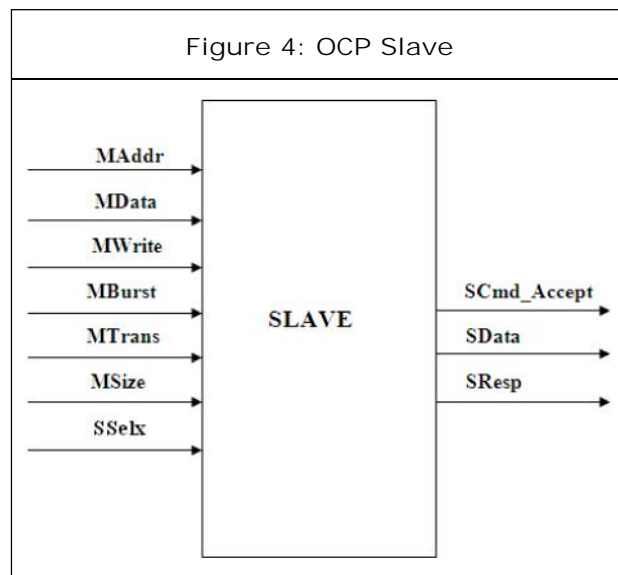 Figure 4: OCP Slave
MAddr
MData
MWrite
MBurst
MTrans
MSize
SSelx
SLAVE
SCmd_Accept
SData
SResp